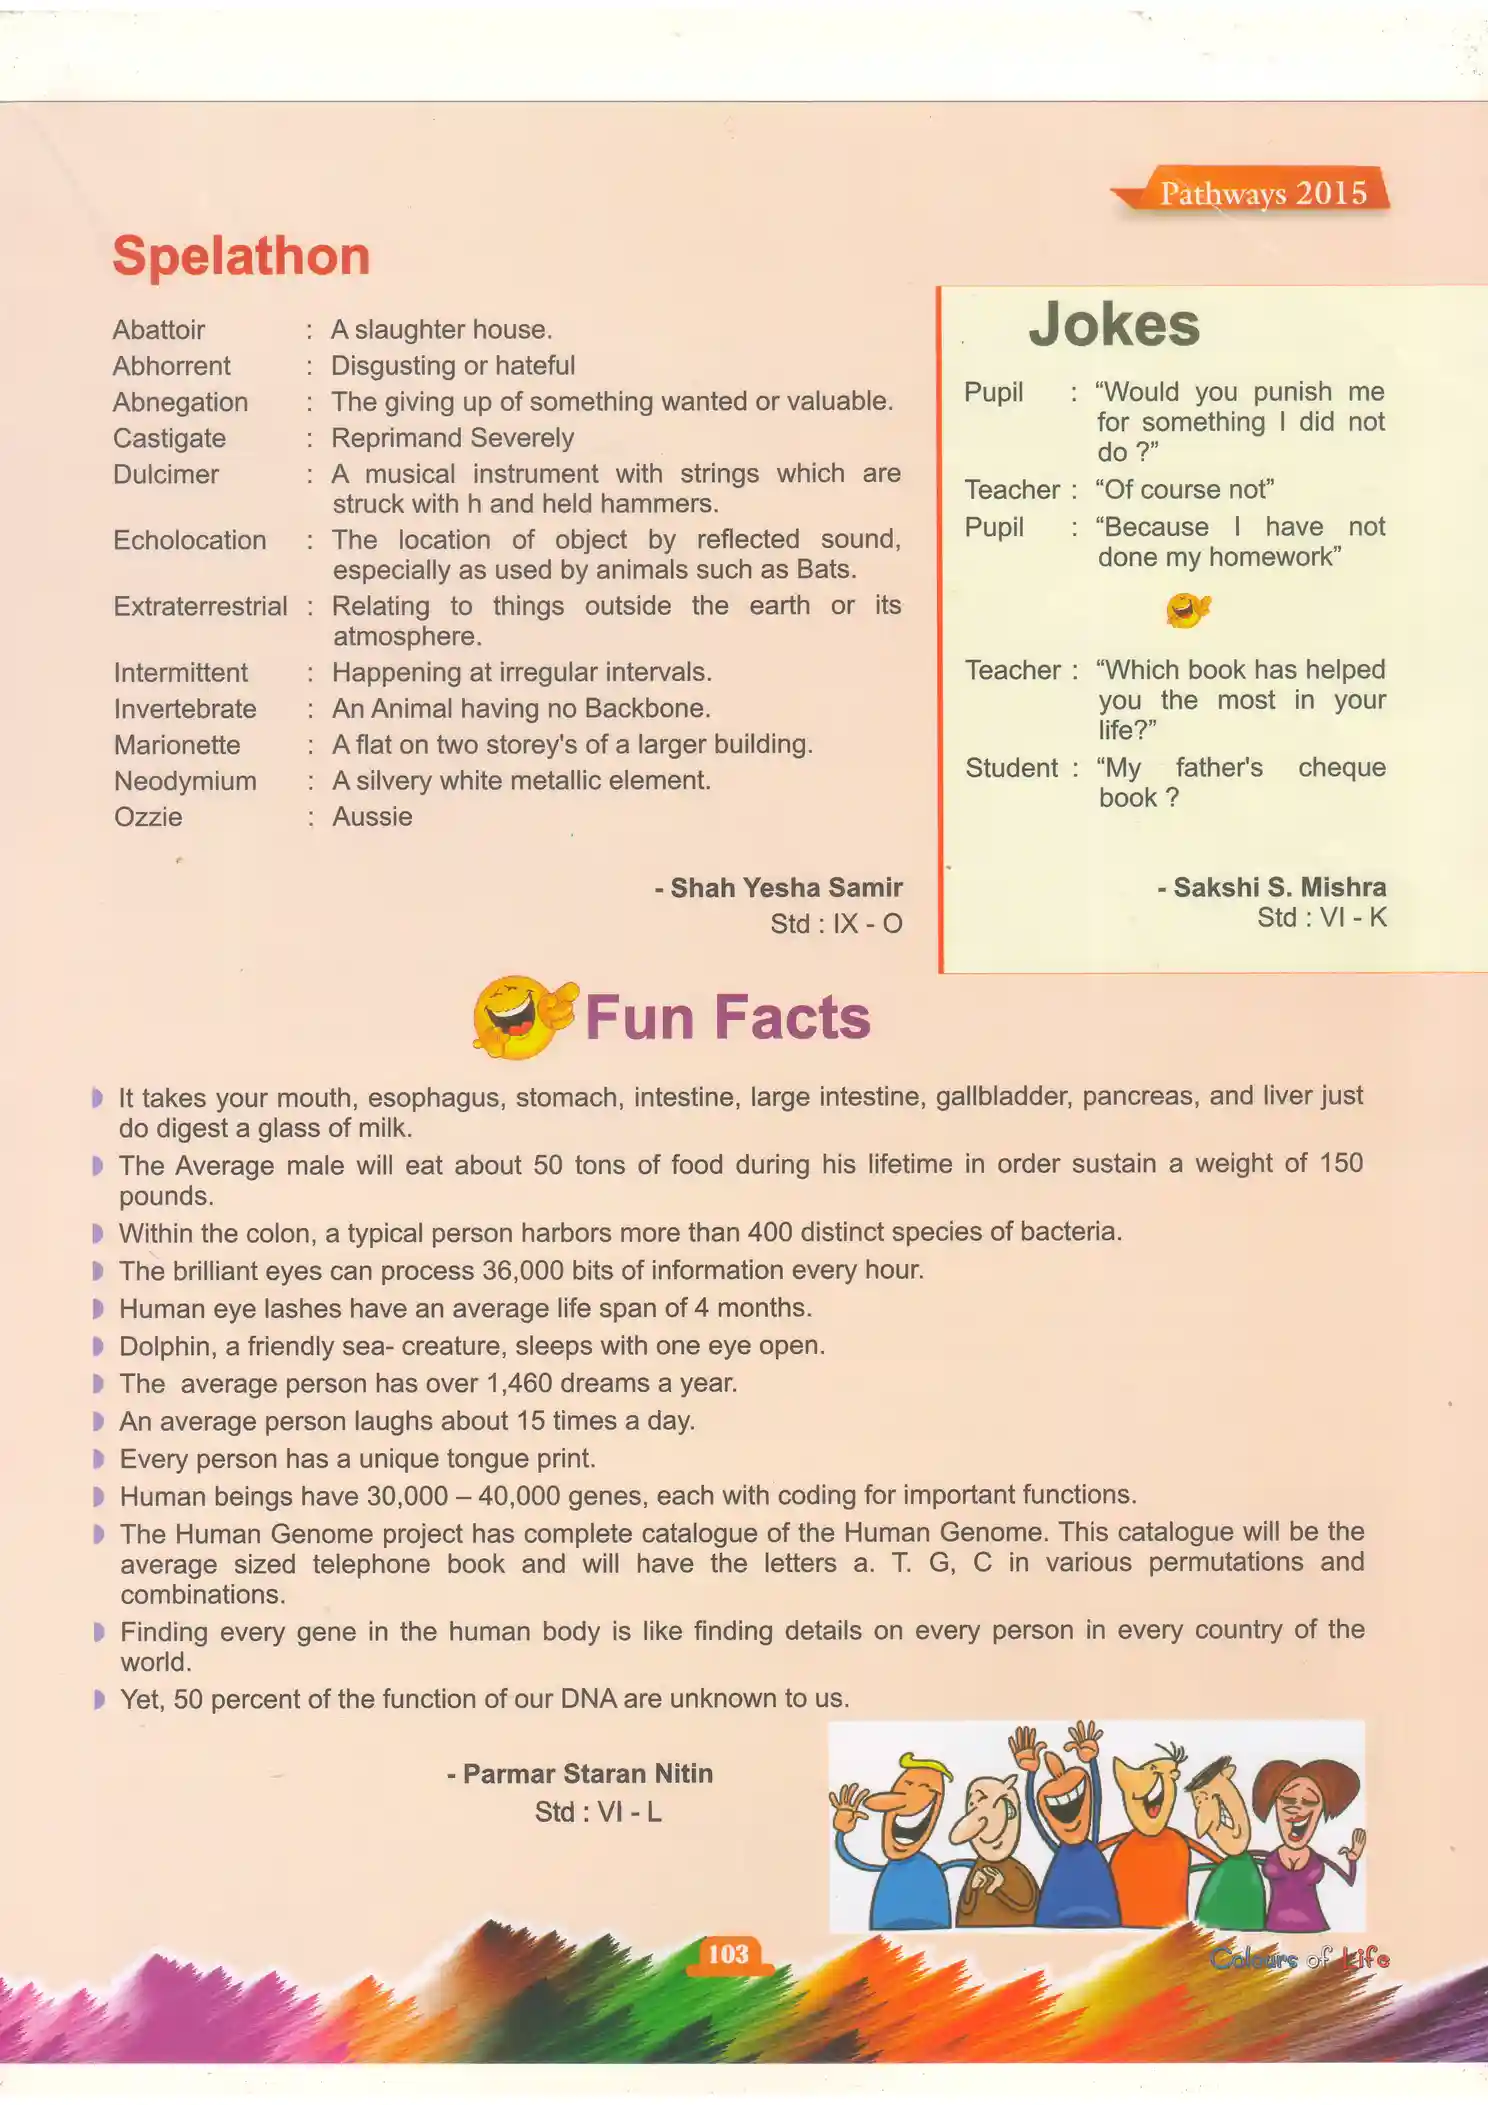 Pathways 2015
Spelathon
Abattoir : A slaughter house.
Abhorrent : Disgusting or hateful
Abnegation : The giving up of something wanted or valuable.
Castigate : Reprimand Severely
Dulcimer : A musical instrument with strings which are
struck with h and held hammers.
Echolocation : The location of object by reflected sound,
especially as used by animals such as Bats.
Extraterrestrial : Relating to things outside the earth or its
atmosphere.
Intermittent : Happening at irregular intervals.
Invertebrate : An Animal having no Backbone.
Marionette : A flat on two storey's of a larger building.
Neodymium : A silvery white metallic element.
Ozzie : Aussie
- Shah Yesha Samir
Std : IX - O
Jokes
Pupil : “Would you punish me
for something I did not
do ?”
Teacher : “Of course not”
Pupil : “Because I have not
done my homework”
Teacher : “Which book has helped
you the most in your
life?”
Student : “My father's cheque
book ?
- Sakshi S. Mishra
Std : VI - K
Fun Facts
It takes your mouth, esophagus, stomach, intestine, large intestine, gallbladder, pancreas, and liver just
do digest a glass of milk.
The Average male will eat about 50 tons of food during his lifetime in order sustain a weight of 150
pounds.
Within the colon, a typical person harbors more than 400 distinct species of bacteria.
The brilliant eyes can process 36,000 bits of information every hour.
Human eye lashes have an average life span of 4 months.
Dolphin, a friendly sea- creature, sleeps with one eye open.
The average person has over 1,460 dreams a year.
An average person laughs about 15 times a day.
Every person has a unique tongue print.
Human beings have 30,000 – 40,000 genes, each with coding for important functions.
The Human Genome project has complete catalogue of the Human Genome. This catalogue will be the
average sized telephone book and will have the letters a. T. G, C in various permutations and
combinations.
Finding every gene in the human body is like finding details on every person in every country of the
world.
Yet, 50 percent of the function of our DNA are unknown to us.
- Parmar Staran Nitin
Std : VI - L
103
Colours of Life